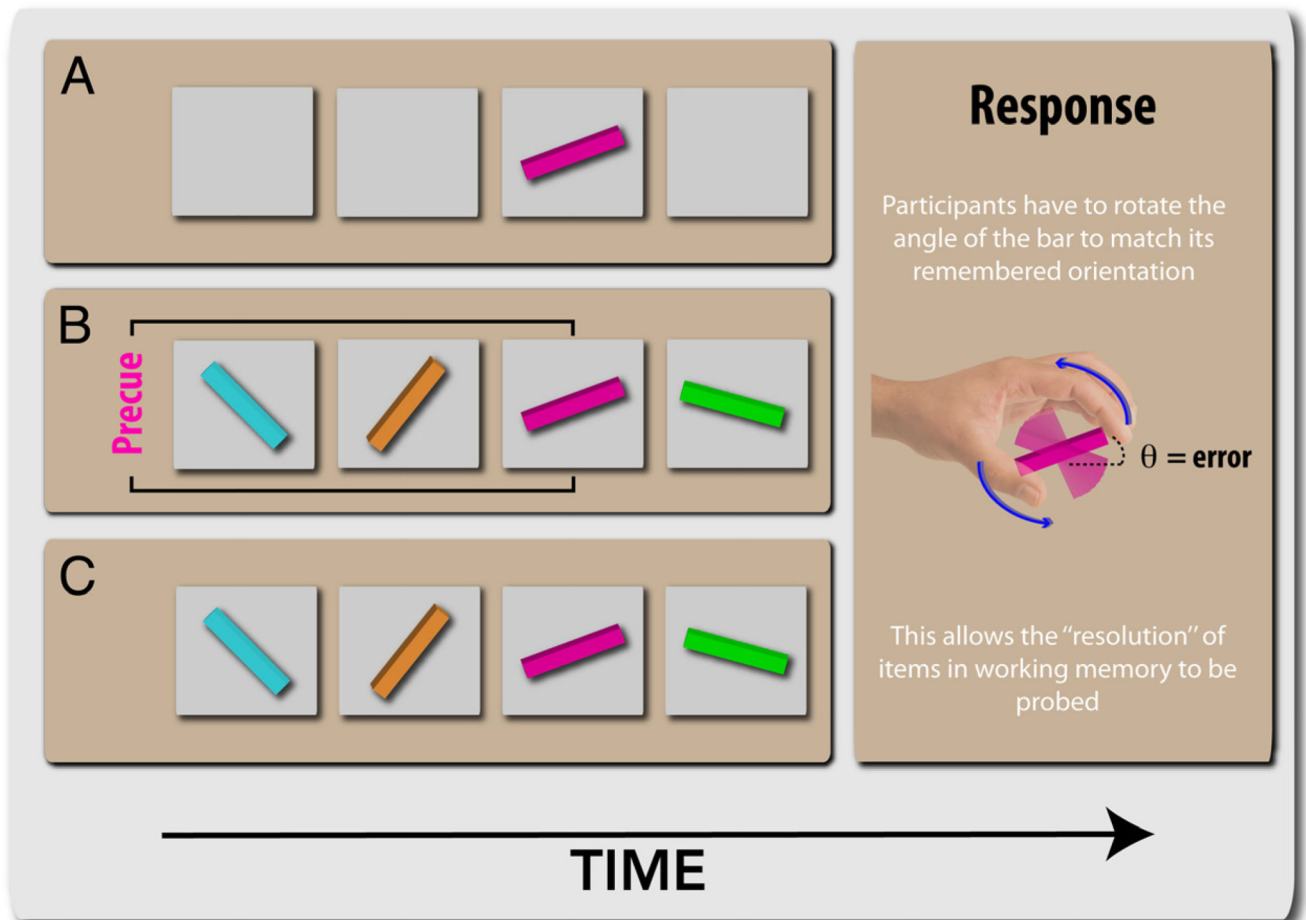 A
B
Precue
C
Response
Participants have to rotate the
angle of the bar to match its
remembered orientation
θ = error
This allows the “resolution” of
items in working memory to be
probed
TIME